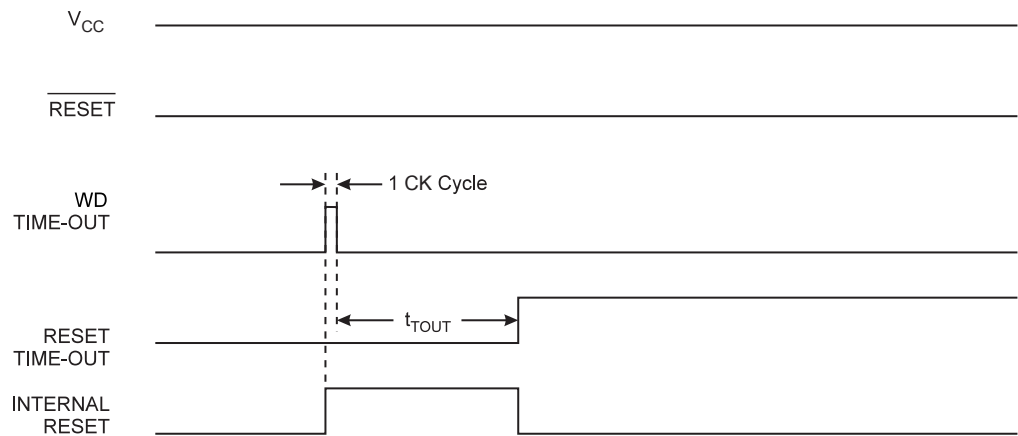 VCC
RESET
1 CK Cycle
WD
TIME-OUT
tTOUT
RESET
TIME-OUT
INTERNAL
RESET